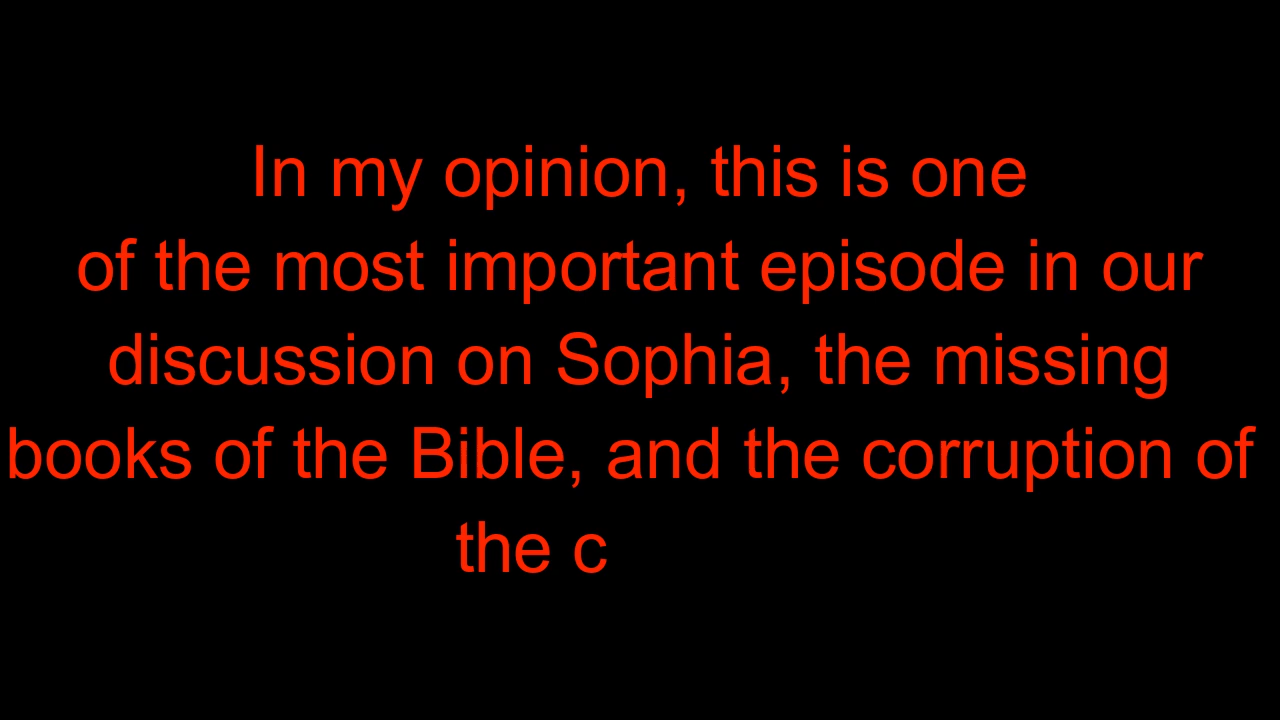 In my opinion, this is one
of the most important episode in our
discussion on Sophia, the missing
books of the Bible, and the corruption of
the c